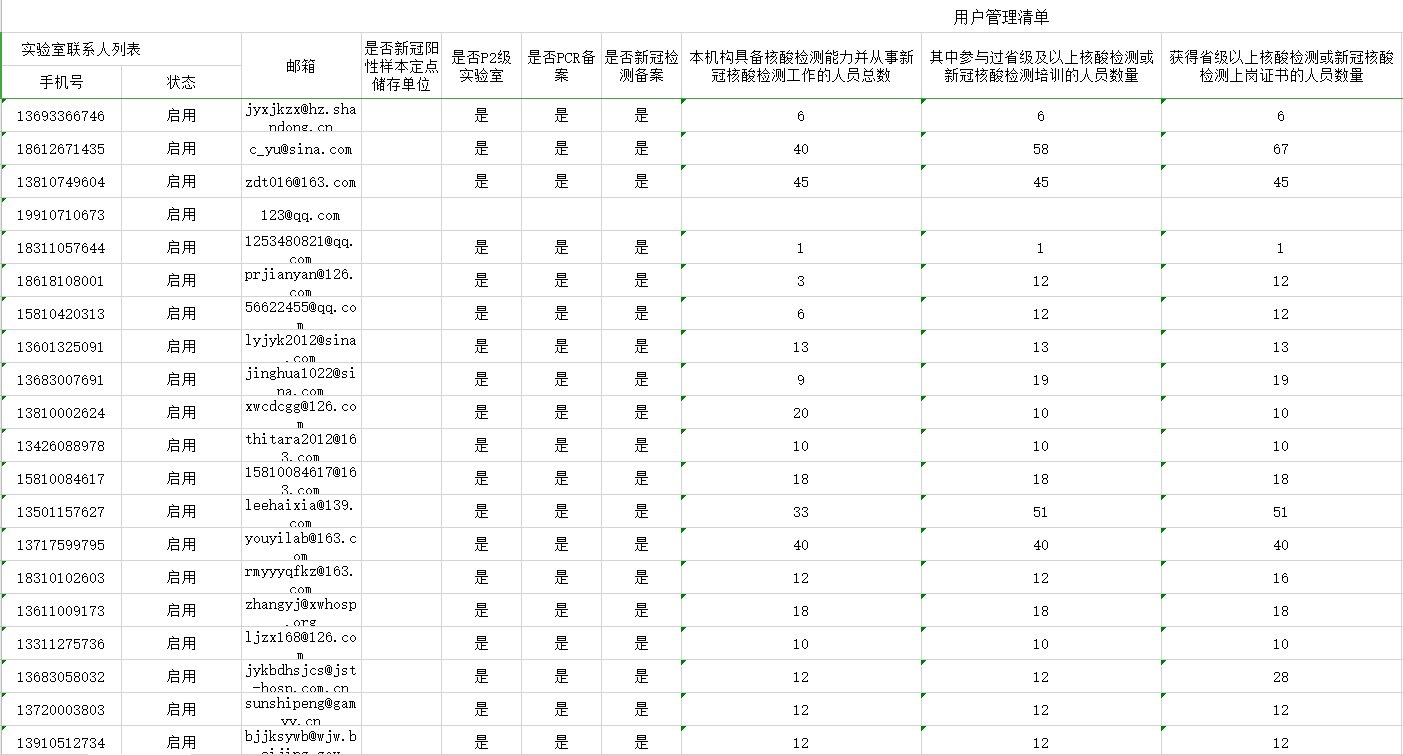 用户管理清单
实验室联系人列表
手机号 状态
邮箱
是否新冠阳
性样本定点
储存单位
是否P2级
实验室
是否PCR备
案
是否新冠检
测备案
本机构具备核酸检测能力并从事新
冠核酸检测工作的人员总数
其中参与过省级及以上核酸检测或
新冠核酸检测培训的人员数量
获得省级以上核酸检测或新冠核酸
检测上岗证书的人员数量
13693366746 启用 jyxjkzx@hz.sha
ndong.cn
是 是 是 6 6 6
18612671435 启用 c_yu@sina.com 是 是 是 40 58 67
13810749604 启用 zdt016@163.com 是 是 是 45 45 45
19910710673 启用 123@qq.com
18311057644 启用 1253480821@qq.
com
是 是 是 1 1 1
18618108001 启用 prjianyan@126.
com
是 是 是 3 12 12
15810420313 启用 56622455@qq.co
m
是 是 是 6 12 12
13601325091 启用 lyjyk2012@sina
.com
是 是 是 13 13 13
13683007691 启用 jinghua1022@si
na.com
是 是 是 9 19 19
13810002624 启用 xwcdcgg@126.co
m
是 是 是 20 10 10
13426088978 启用 thitara2012@16
3.com
是 是 是 10 10 10
15810084617 启用 15810084617@16
3.com
是 是 是 18 18 18
13501157627 启用 leehaixia@139.
com
是 是 是 33 51 51
13717599795 启用 youyilab@163.c
om
是 是 是 40 40 40
18310102603 启用 rmyyyqfkz@163.
com
是 是 是 12 12 16
13611009173 启用 zhangyj@xwhosp
.org
是 是 是 18 18 18
13311275736 启用 ljzx168@126.co
m
是 是 是 10 10 10
13683058032 启用 jykbdhsjcs@jst
-hosp.com.cn
是 是 是 12 12 28
13720003803 启用 sunshipeng@gam
yy.cn
是 是 是 12 12 12
13910512734 启用 bjjksywb@wjw.b
eijing.gov
是 是 是 12 12 12